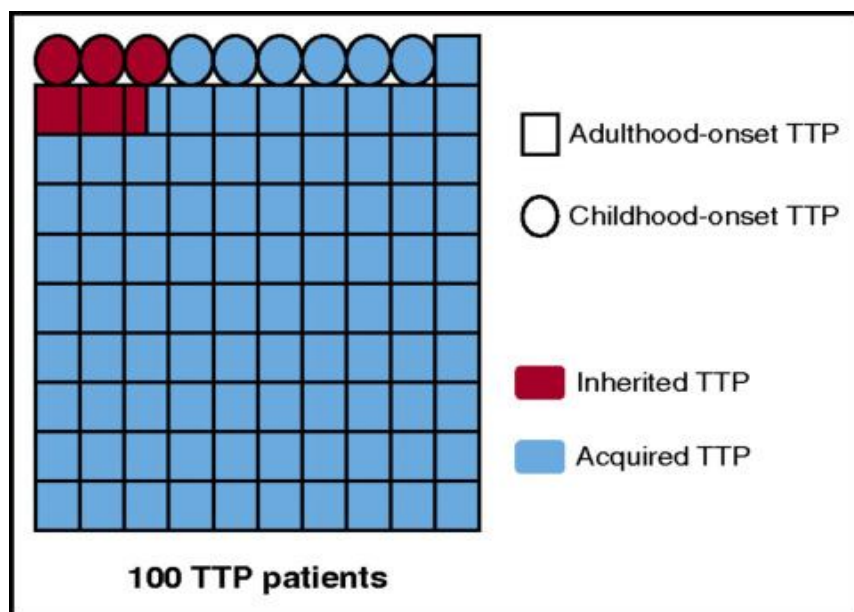 Adulthood-onset TTP
Childhood-onset TTP
Inherited TTP
Acquired TTP
100 TTP patients